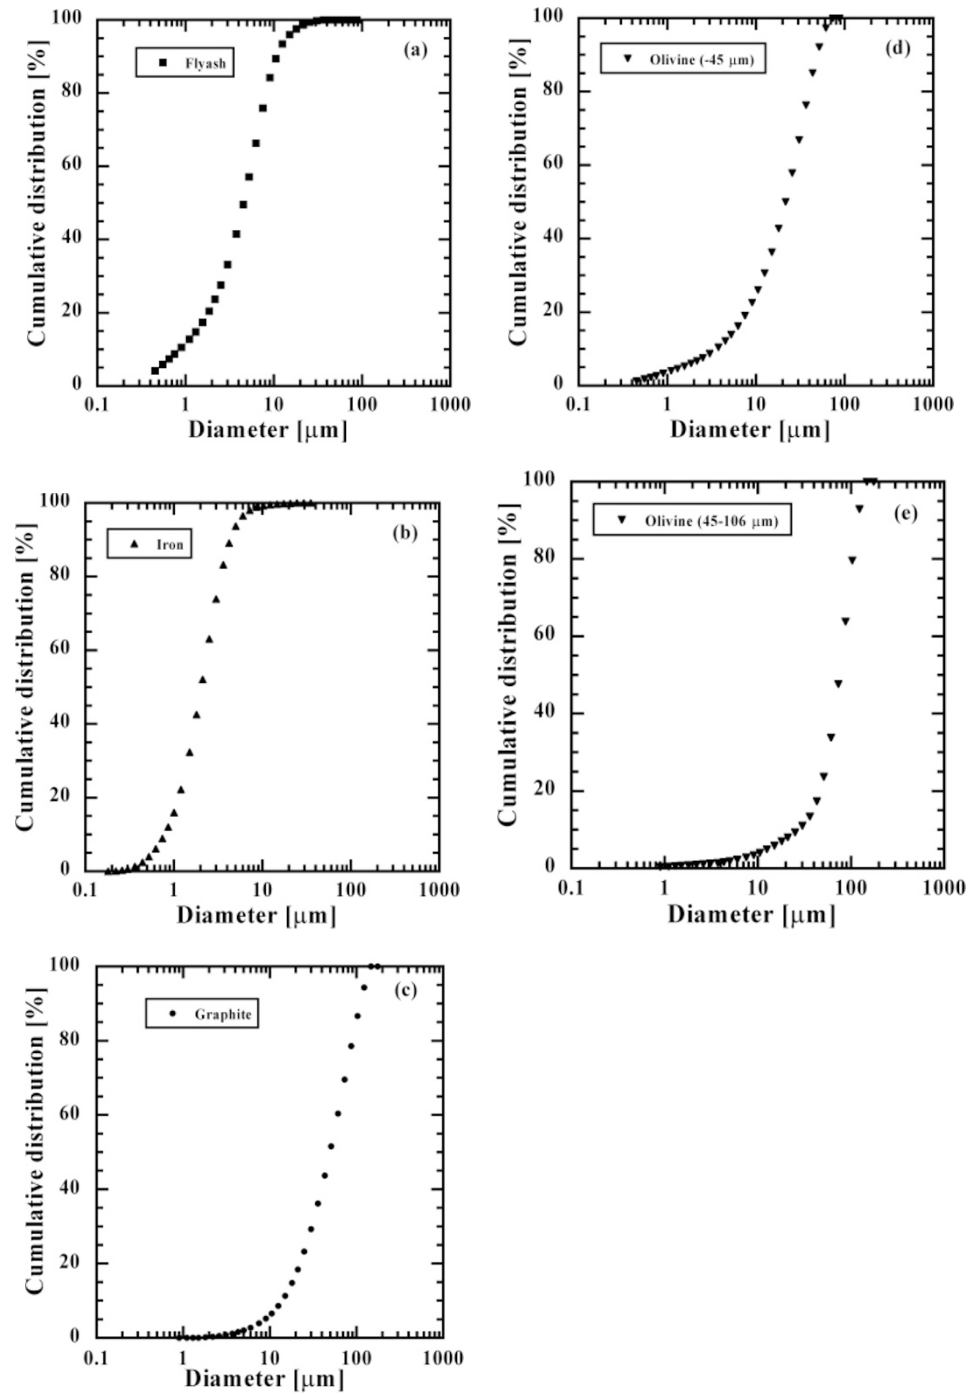 100
80
60
40
20
0
Cumulative distribution [%]
Flyash
(a)
0.1 1 10 100 1000
Diameter [μm]
100
80
60
40
20
0
Cumulative distribution [%]
Olivine (-45 μm)
(d)
0.1 1 10 100 1000
Diameter [μm]
100
80
60
40
20
0
Cumulative distribution [%]
Iron
(b)
0.1 1 10 100 1000
Diameter [μm]
100
80
60
40
20
0
Cumulative distribution [%]
Olivine (45-106 μm)
(e)
0.1 1 10 100 1000
Diameter [μm]
100
80
60
40
20
0
Cumulative distribution [%]
Graphite
(c)
0.1 1 10 100 1000
Diameter [μm]